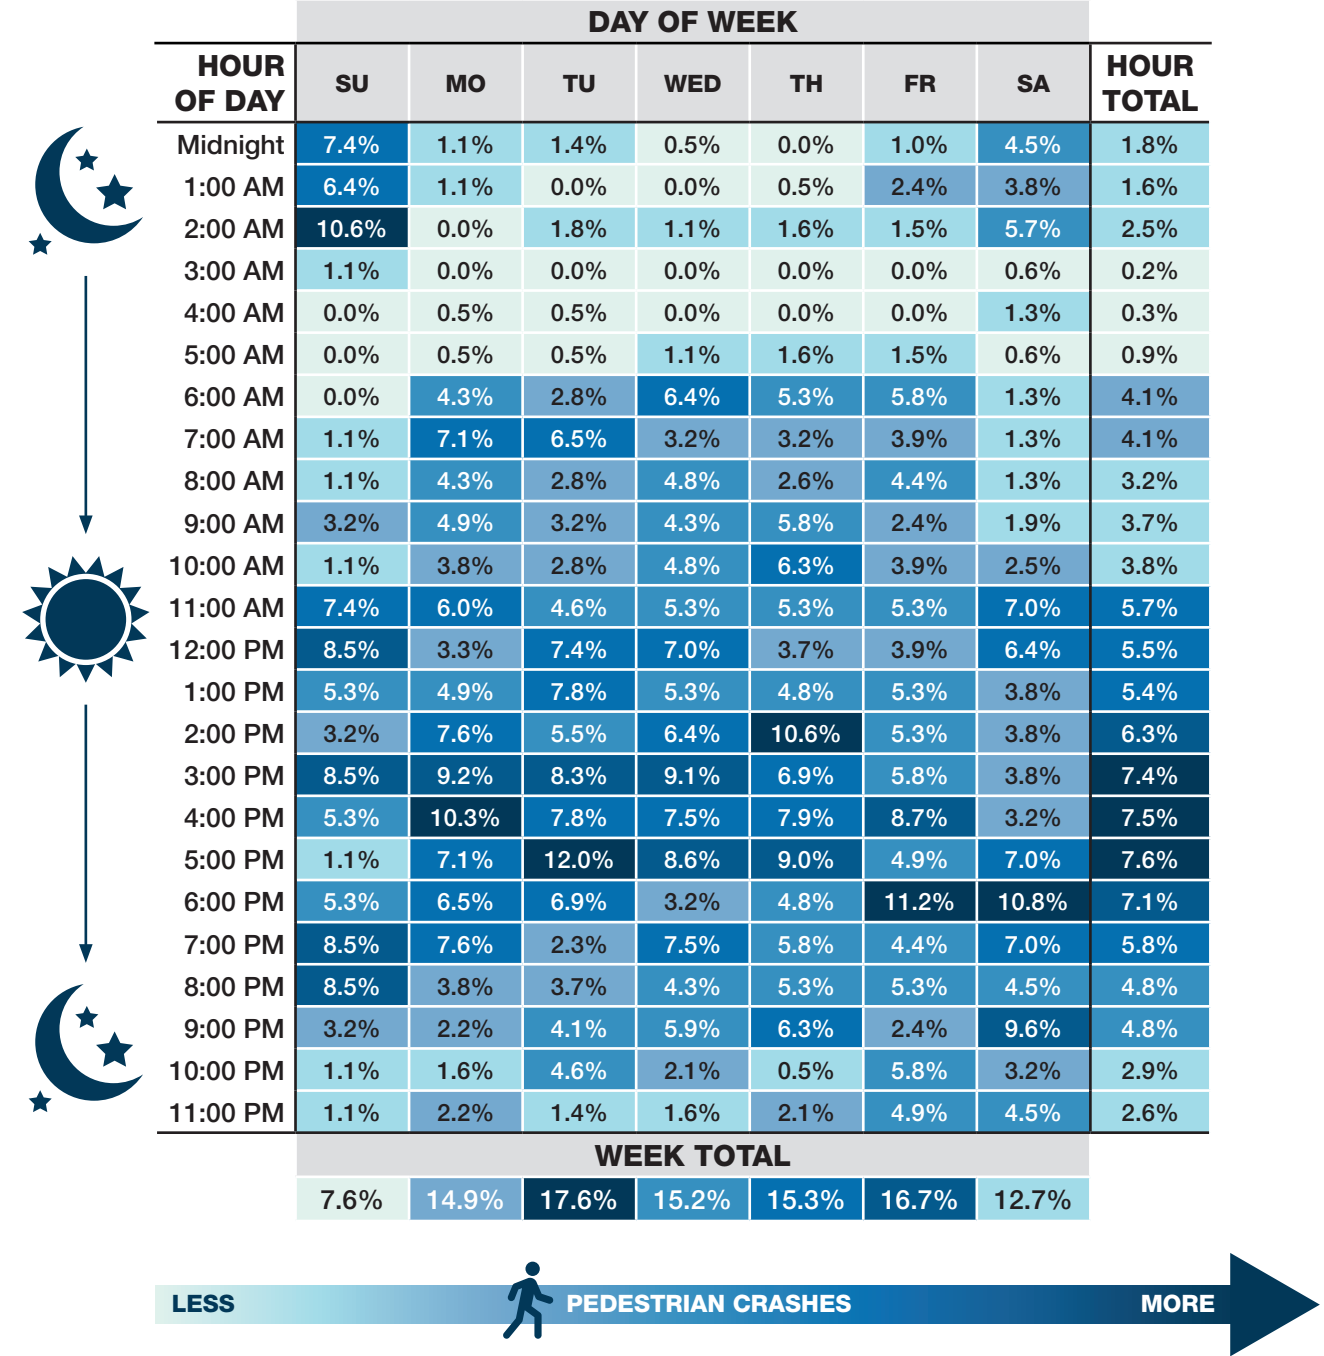 DAY OF WEEK
HOUR OF DAY SU MO TU WED TH FR SA HOUR TOTAL
Midnight 7.4% 1.1% 1.4% 0.5% 0.0% 1.0% 4.5% 1.8%
1:00 AM 6.4% 1.1% 0.0% 0.0% 0.5% 2.4% 3.8% 1.6%
2:00 AM 10.6% 0.0% 1.8% 1.1% 1.6% 1.5% 5.7% 2.5%
3:00 AM 1.1% 0.0% 0.0% 0.0% 0.0% 0.0% 0.6% 0.2%
4:00 AM 0.0% 0.5% 0.5% 0.0% 0.0% 0.0% 1.3% 0.3%
5:00 AM 0.0% 0.5% 0.5% 1.1% 1.6% 1.5% 0.6% 0.9%
6:00 AM 0.0% 4.3% 2.8% 6.4% 5.3% 5.8% 1.3% 4.1%
7:00 AM 1.1% 7.1% 6.5% 3.2% 3.2% 3.9% 1.3% 4.1%
8:00 AM 1.1% 4.3% 2.8% 4.8% 2.6% 4.4% 1.3% 3.2%
9:00 AM 3.2% 4.9% 3.2% 4.3% 5.8% 2.4% 1.9% 3.7%
10:00 AM 1.1% 3.8% 2.8% 4.8% 6.3% 3.9% 2.5% 3.8%
11:00 AM 7.4% 6.0% 4.6% 5.3% 5.3% 5.3% 7.0% 5.7%
12:00 PM 8.5% 3.3% 7.4% 7.0% 3.7% 3.9% 6.4% 5.5%
1:00 PM 5.3% 4.9% 7.8% 5.3% 4.8% 5.3% 3.8% 5.4%
2:00 PM 3.2% 7.6% 5.5% 6.4% 10.6% 5.3% 3.8% 6.3%
3:00 PM 8.5% 9.2% 8.3% 9.1% 6.9% 5.8% 3.8% 7.4%
4:00 PM 5.3% 10.3% 7.8% 7.5% 7.9% 8.7% 3.2% 7.5%
5:00 PM 1.1% 7.1% 12.0% 8.6% 9.0% 4.9% 7.0% 7.6%
6:00 PM 5.3% 6.5% 6.9% 3.2% 4.8% 11.2% 10.8% 7.1%
7:00 PM 8.5% 7.6% 2.3% 7.5% 5.8% 4.4% 7.0% 5.8%
8:00 PM 8.5% 3.8% 3.7% 4.3% 5.3% 5.3% 4.5% 4.8%
9:00 PM 3.2% 2.2% 4.1% 5.9% 6.3% 2.4% 9.6% 4.8%
10:00 PM 1.1% 1.6% 4.6% 2.1% 0.5% 5.8% 3.2% 2.9%
11:00 PM 1.1% 2.2% 1.4% 1.6% 2.1% 4.9% 4.5% 2.6%
WEEK TOTAL
7.6% 14.9% 17.6% 15.2% 15.3% 16.7% 12.7%
LESS PEDESTRIAN CRASHES MORE